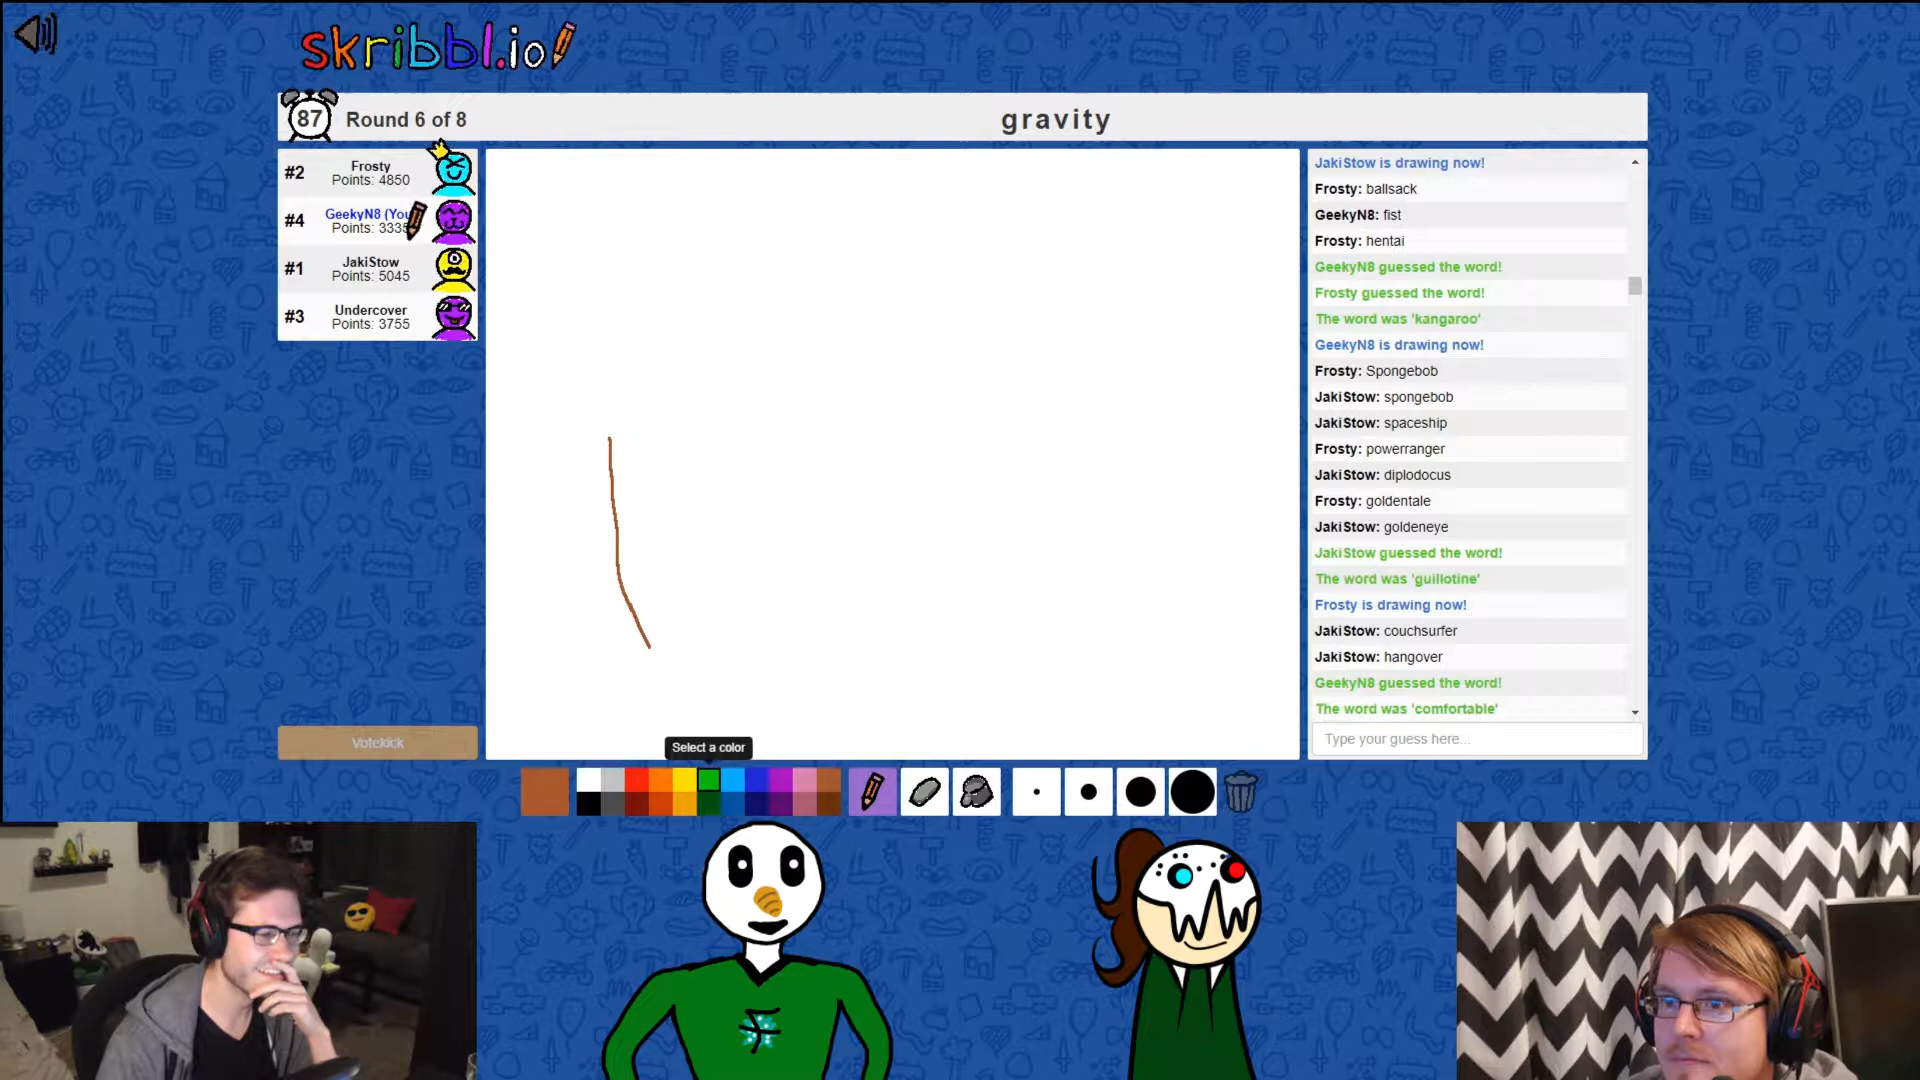 skribbl.io
87
Round 6 of 8
gravity
#2
Frosty
Points: 4850
#4
GeekyN8 (You
Points: 3335
#1
JakiStow
Points: 5045
#3
Undercover
Points: 3755
Votekick
JakiStow is drawing now!
Frosty: ballsack
GeekyN8: fist
Frosty: hentai
GeekyN8 guessed the word!
Frosty guessed the word!
The word was 'kangaroo'
GeekyN8 is drawing now!
Frosty: Spongebob
JakiStow: spongebob
JakiStow: spaceship
Frosty: powerranger
JakiStow: diplodocus
Frosty: goldentale
JakiStow: goldeneye
JakiStow guessed the word!
The word was 'guillotine'
Frosty is drawing now!
JakiStow: couchsurfer
JakiStow: hangover
GeekyN8 guessed the word!
The word was 'comfortable'
Type your guess here...
Select a color